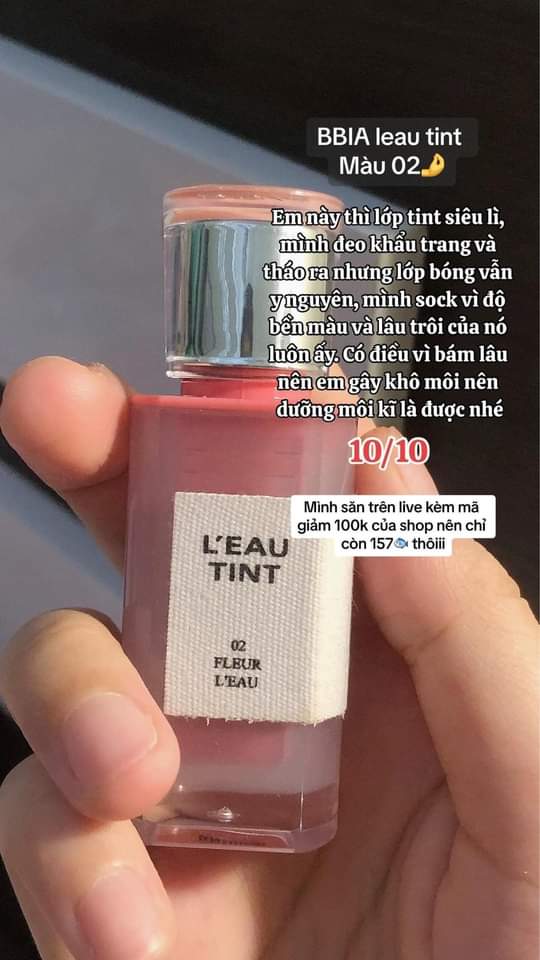 BBIA leau tint
Màu 02🤌
Em này thì lớp tint siêu lì,
mình đeo khẩu trang và
tháo ra nhưng lớp bóng vẫn
y nguyên, mình sock vì độ
bền màu và lâu trôi của nó
luôn ấy. Có điều vì bám lâu
nên em gây khô môi nên
dưỡng môi kĩ là được nhé
10/10
Mình săn trên live kèm mã
giảm 100k của shop nên chỉ
còn 157🐟 thôiii
L'EAU
TINT
02
FLEUR
L'EAU